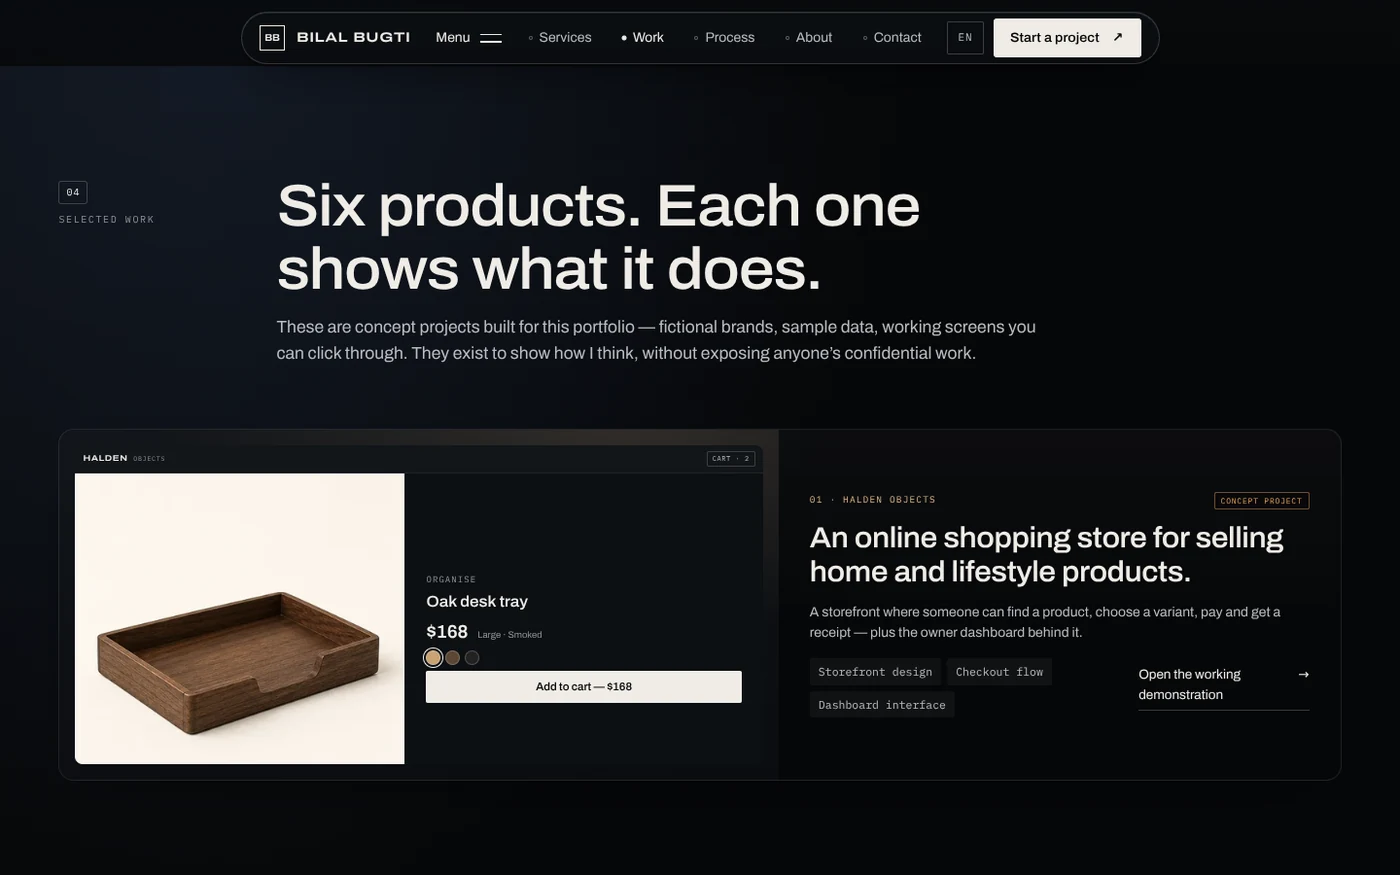 BB BILAL BUGTI Menu Services Work Process About Contact EN Start a project ↗
04
SELECTED WORK
Six products. Each one
shows what it does.
These are concept projects built for this portfolio — fictional brands, sample data, working screens you
can click through. They exist to show how I think, without exposing anyone’s confidential work.
HALDEN OBJECTS
CART · 2
ORGANISE
Oak desk tray
$168 Large · Smoked
Add to cart — $168
01 · HALDEN OBJECTS
CONCEPT PROJECT
An online shopping store for selling
home and lifestyle products.
A storefront where someone can find a product, choose a variant, pay and get a
receipt — plus the owner dashboard behind it.
Storefront design
Checkout flow
Dashboard interface
Open the working →
demonstration